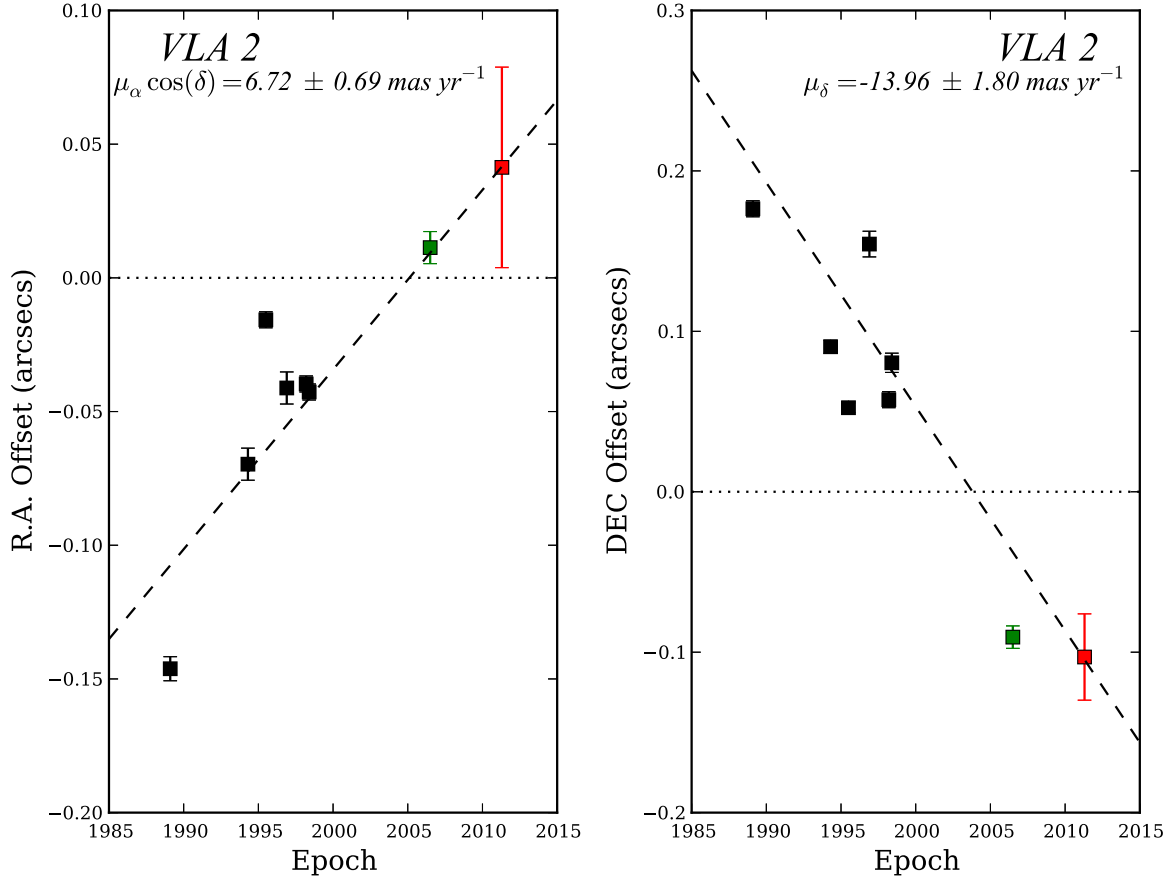 VLA 2
μα cos(δ) = 6.72 ± 0.69 mas yr−1
0.10
0.05
0.00
−0.05
−0.10
−0.15
−0.20
R.A. Offset (arcsecs)
1985 1990 1995 2000 2005 2010 2015
Epoch
VLA 2
μδ = -13.96 ± 1.80 mas yr−1
0.3
0.2
0.1
0.0
−0.1
−0.2
DEC Offset (arcsecs)
1985 1990 1995 2000 2005 2010 2015
Epoch